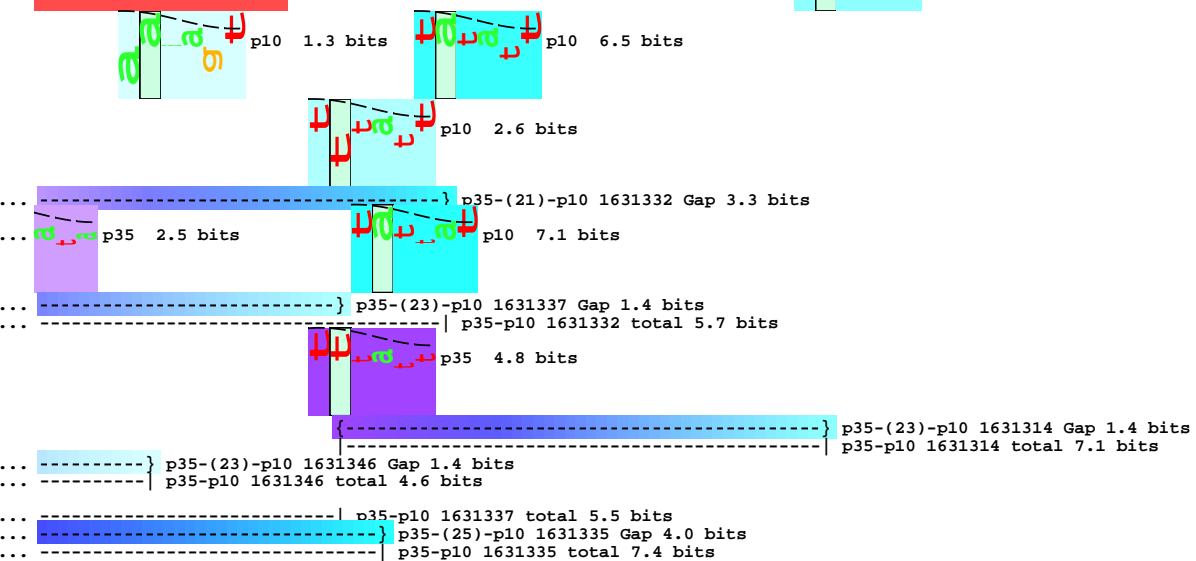 a a a g t p10 1.3 bits t a t a t t p10 6.5 bits
t t t a t t p10 2.6 bits
... ---------------------------------------} p35-(21)-p10 1631332 Gap 3.3 bits
... a t a p35 2.5 bits t a t t a t p10 7.1 bits
... ----------------------------} p35-(23)-p10 1631337 Gap 1.4 bits
... --------------------------------------| p35-p10 1631332 total 5.7 bits
t t t a t t p35 4.8 bits
{----------------------------------------------} p35-(23)-p10 1631314 Gap 1.4 bits
|----------------------------------------------| p35-p10 1631314 total 7.1 bits
... ----------} p35-(23)-p10 1631346 Gap 1.4 bits
... ----------| p35-p10 1631346 total 4.6 bits
... ----------------------------| p35-p10 1631337 total 5.5 bits
... --------------------------------} p35-(25)-p10 1631335 Gap 4.0 bits
... --------------------------------| p35-p10 1631335 total 7.4 bits